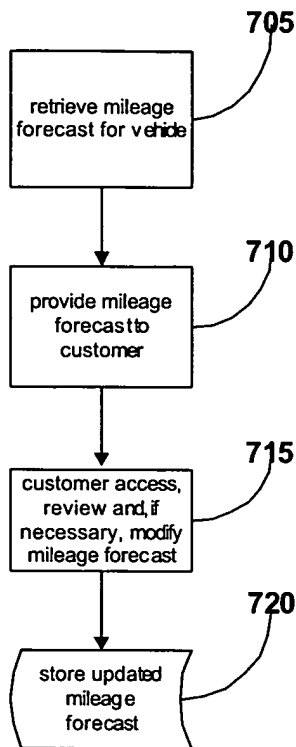 705
retrieve mileage
forecast for vehicle
710
provide mileage
forecast to
customer
715
customer access,
review and, if
necessary, modify
mileage forecast
720
store updated
mileage
forecast